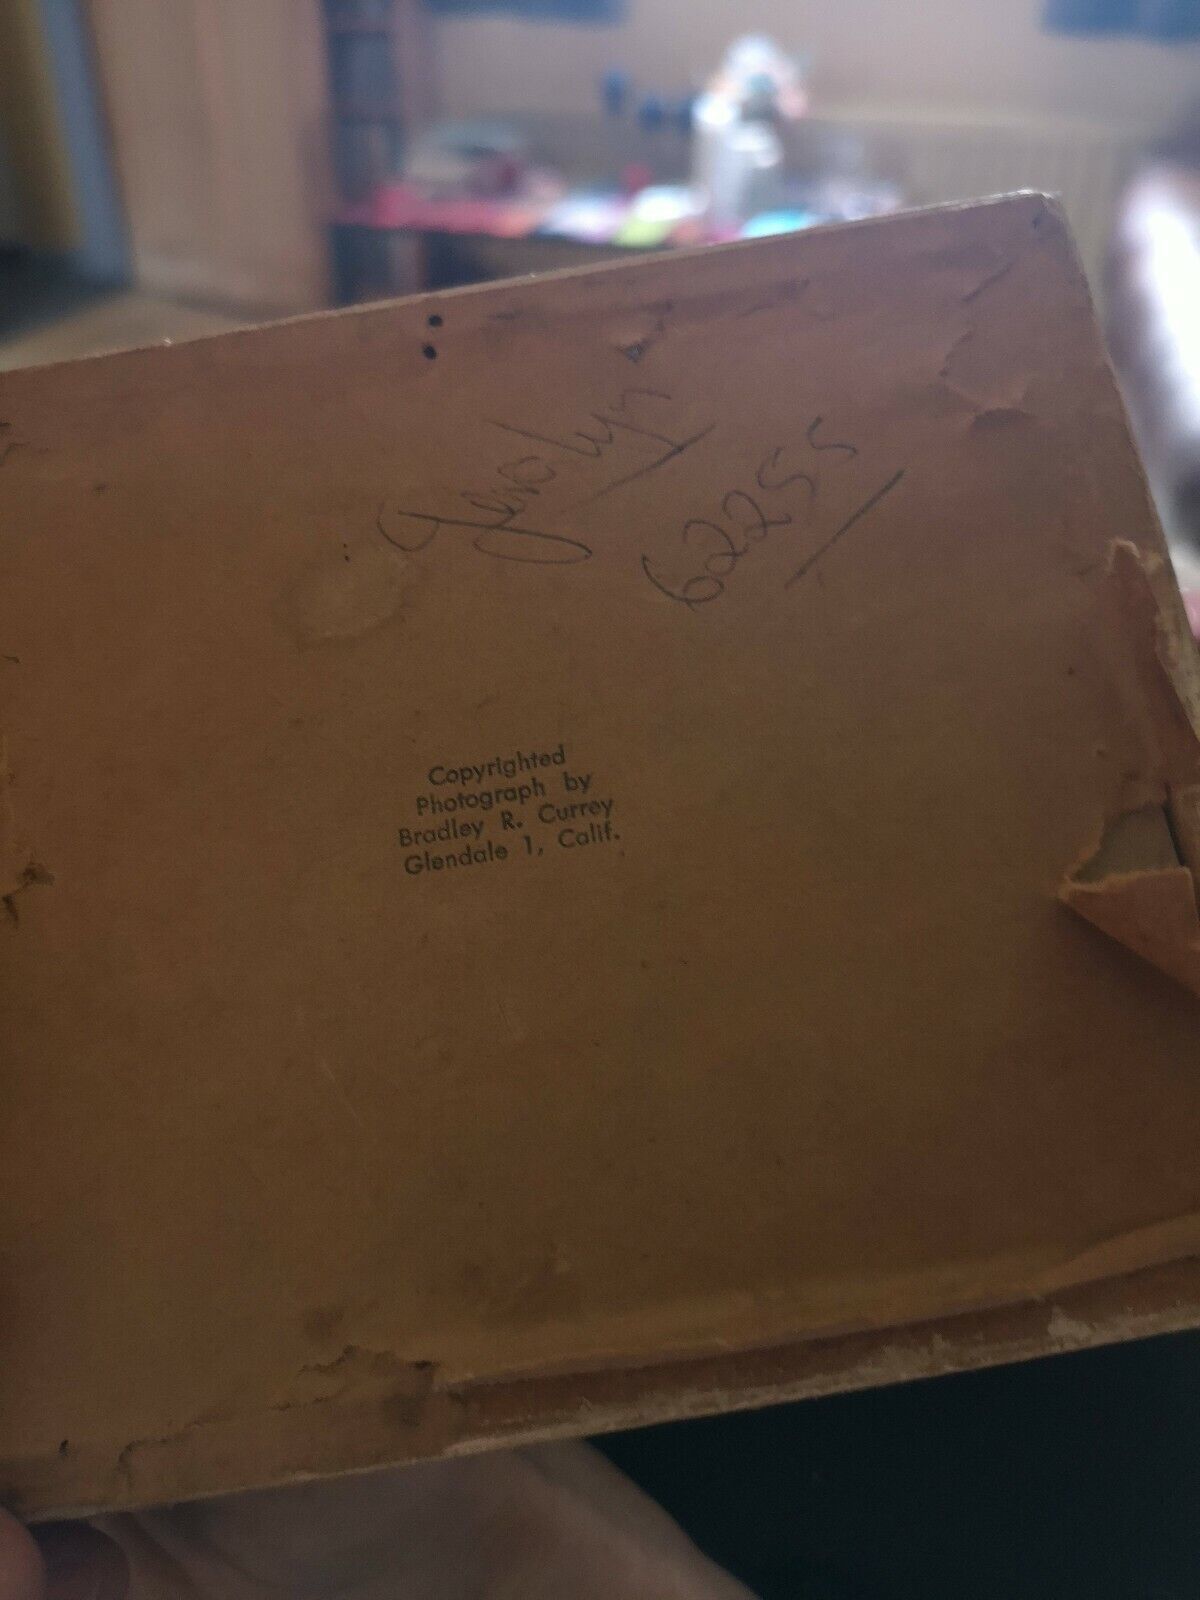 62255
Copyrighted
Photograph by
Bradley R. Currey
Glendale 1, Calif.